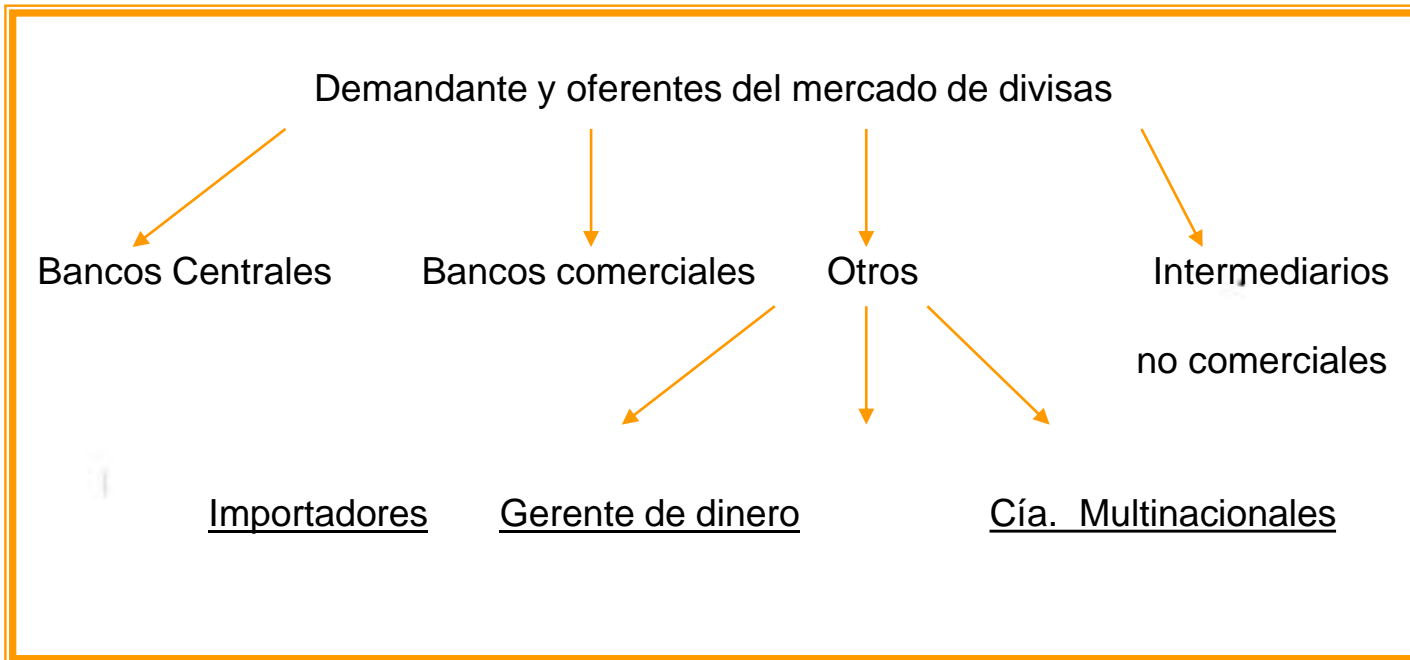 Demandante y oferentes del mercado de divisas
Bancos Centrales Bancos comerciales Otros Intermediarios
no comerciales
Importadores Gerente de dinero Cía. Multinacionales